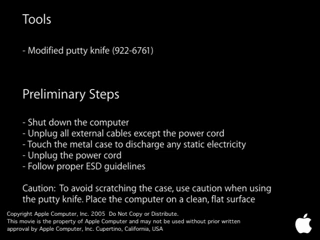 Tools
- Modified putty knife (922-6761)
Preliminary Steps
- Shut down the computer
- Unplug all external cables except the power cord
- Touch the metal case to discharge any static electricity
- Unplug the power cord
- Follow proper ESD guidelines
Caution: To avoid scratching the case, use caution when using
the putty knife. Place the computer on a clean, flat surface
Copyright Apple Computer, Inc. 2005 Do Not Copy or Distribute.
This movie is the property of Apple Computer and may not be used without prior written
approval by Apple Computer, Inc. Cupertino, California, USA